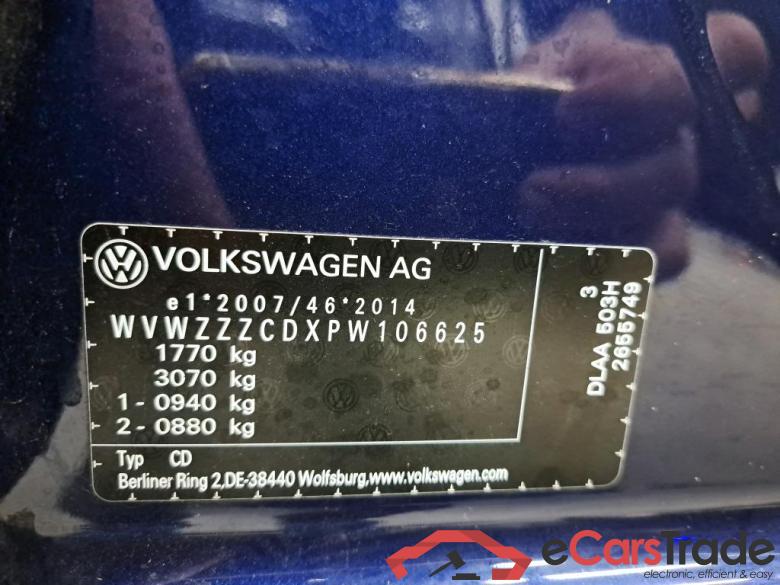 VOLKSWAGEN AG
e1*2007/46*2014
WVWZZZCDXPW106625
1770 kg
3070 kg
1- 0940 kg
2- 0880 kg
Typ CD
Berliner Ring 2,DE-38440 Wolfsburg,www.volkswagen.com
3
DLAA 503H
2655749
eCarsTrade
electronic, efficient & easy